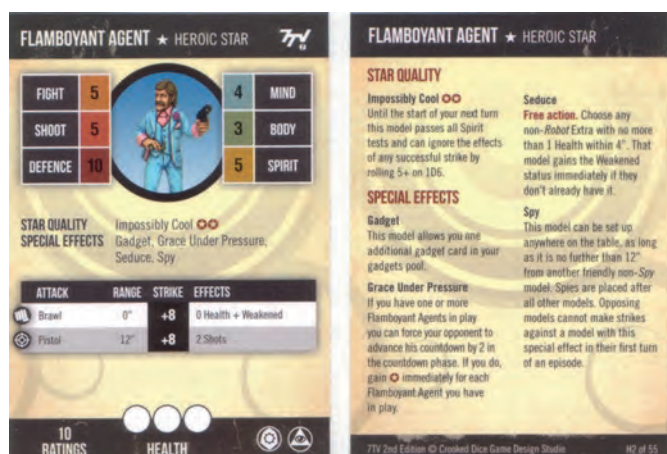 FLAMBOYANT AGENT ★ HEROIC STAR 7TV
2
FIGHT 5
SHOOT 5
DEFENCE 10
4 MIND
3 BODY
5 SPIRIT
STAR QUALITY Impossibly Cool
SPECIAL EFFECTS Gadget, Grace Under Pressure,
Seduce, Spy
ATTACK RANGE STRIKE EFFECTS
Brawl 0" +8 0 Health + Weakened
Pistol 12" +8 2 Shots
10
RATINGS
HEALTH
FLAMBOYANT AGENT ★ HEROIC STAR
STAR QUALITY
Impossibly Cool
Until the start of your next turn
this model passes all Spirit
tests and can ignore the effects
of any successful strike by
rolling 5+ on 1D6.
SPECIAL EFFECTS
Gadget
This model allows you one
additional gadget card in your
gadgets pool.
Grace Under Pressure
If you have one or more
Flamboyant Agents in play
you can force your opponent to
advance his countdown by 2 in
the countdown phase. If you do,
gain immediately for each
Flamboyant Agent you have
in play.
Seduce
Free action. Choose any
non-Robot Extra with no more
than 1 Health within 4". That
model gains the Weakened
status immediately if they
don't already have it.
Spy
This model can be set up
anywhere on the table, as long
as it is no further than 12"
from another friendly non-Spy
model. Spies are placed after
all other models. Opposing
models cannot make strikes
against a model with this
special effect in their first turn
of an episode.
7TV 2nd Edition © Crooked Dice Game Design Studio H2 of 55